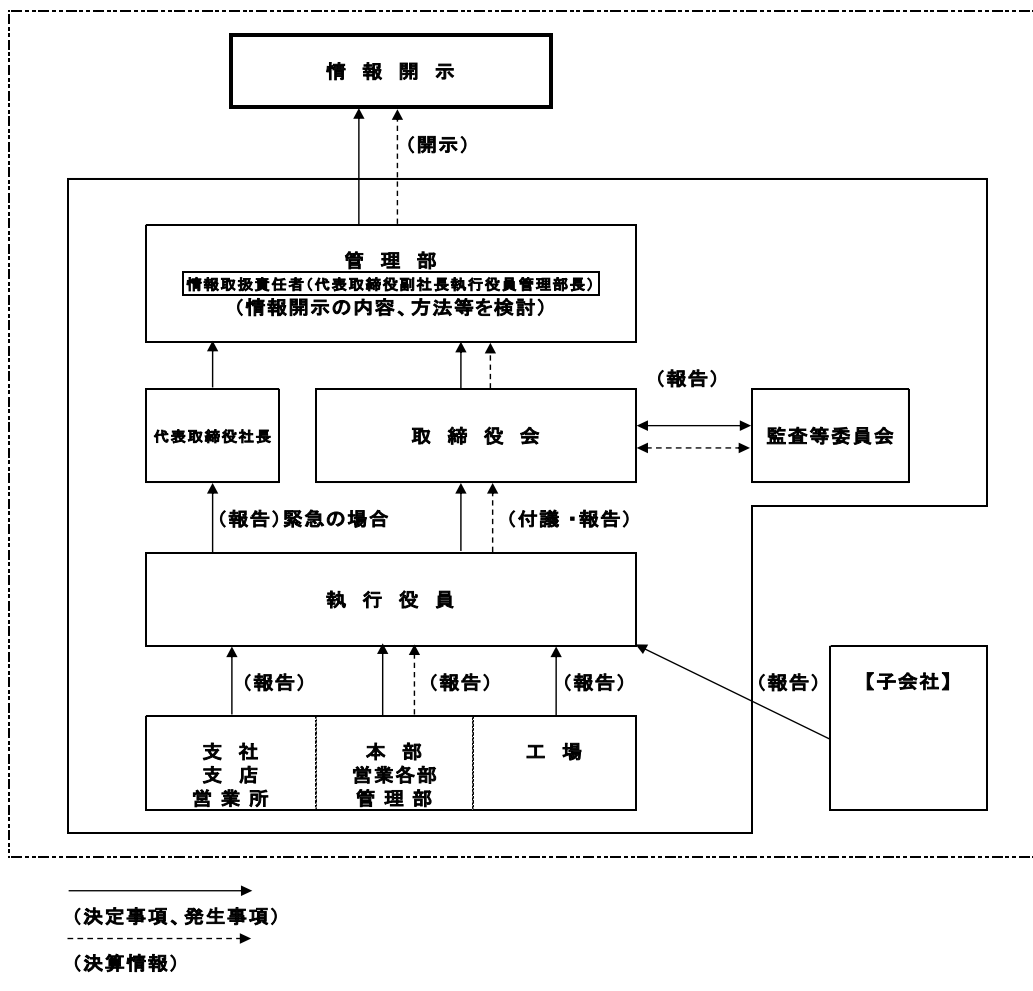 情報開示
（開示）
管理部
情報取扱責任者（代表取締役副社長執行役員管理部長）
（情報開示の内容、方法等を検討）
（報告）
代表取締役社長
取締役会
監査等委員会
（報告）緊急の場合
（付議・報告）
執行役員
（報告）
（報告）
（報告）
（報告）
【子会社】
支社
支店
営業所
本部
営業各部
管理部
工場
（決定事項、発生事項）
（決算情報）